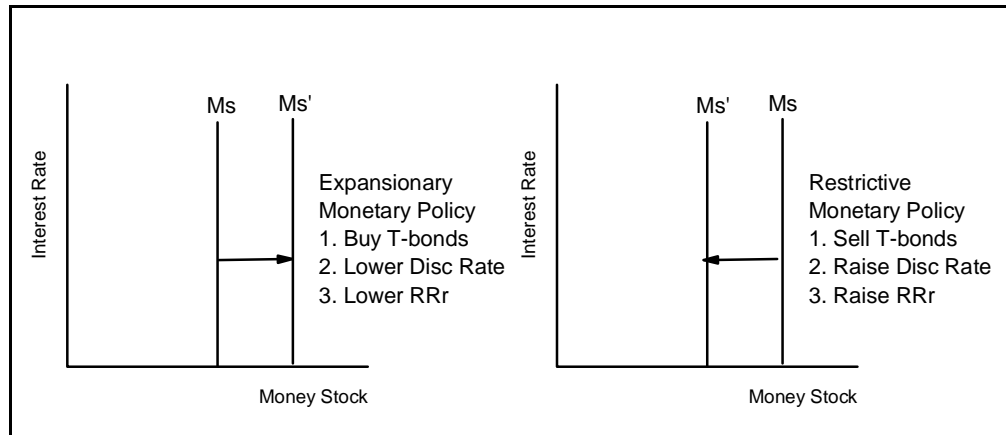 Ms
Ms'
Interest Rate
Expansionary
Monetary Policy
1. Buy T-bonds
2. Lower Disc Rate
3. Lower RRr
Money Stock
Ms'
Ms
Interest Rate
Restrictive
Monetary Policy
1. Sell T-bonds
2. Raise Disc Rate
3. Raise RRr
Money Stock